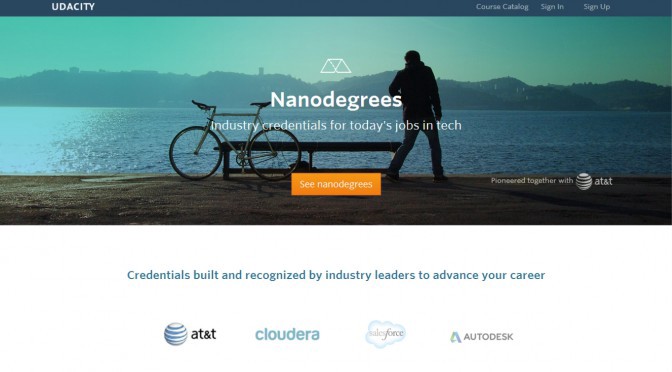 UDACITY
Course Catalog Sign In Sign Up
Nanodegrees
Industry credentials for today's jobs in tech
See nanodegrees
Pioneered together with at&t
Credentials built and recognized by industry leaders to advance your career
at&t cloudera salesforce AUTODESK